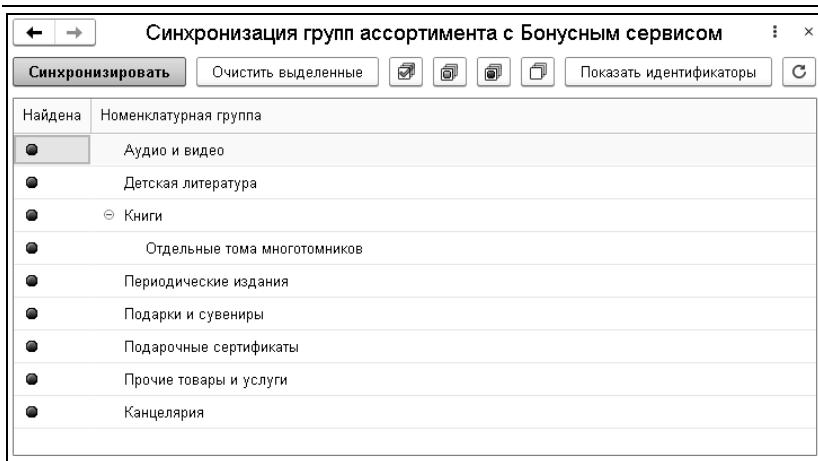 Синхронизация групп ассортимента с Бонусным сервисом
Синхронизировать Очистить выделенные Показать идентификаторы
Найдена Номенклатурная группа
Аудио и видео
Детская литература
Книги
Отдельные тома многотомников
Периодические издания
Подарки и сувениры
Подарочные сертификаты
Прочие товары и услуги
Канцелярия